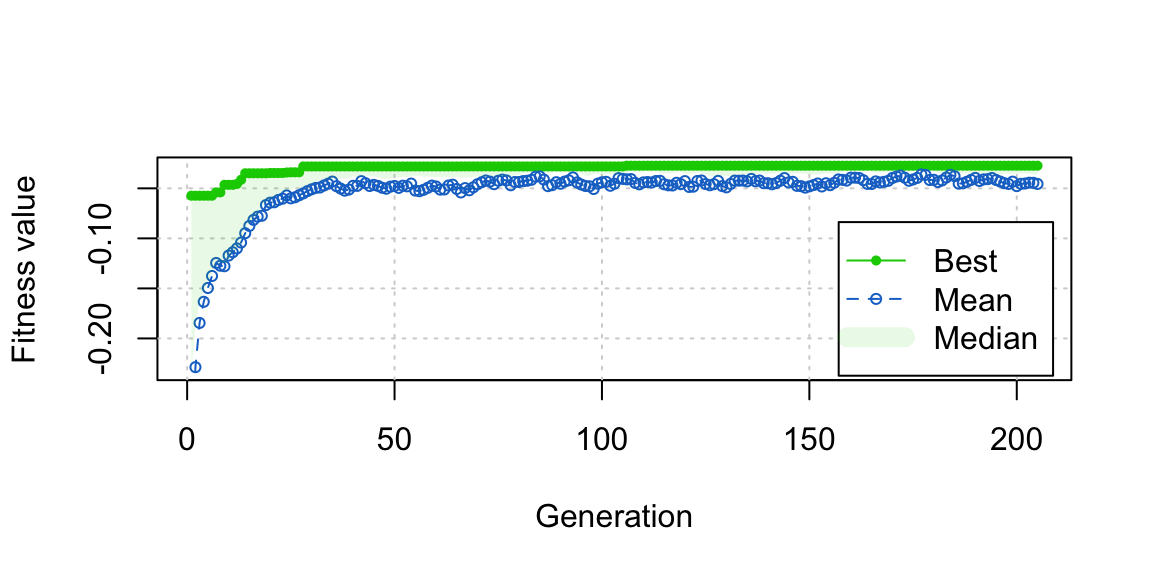 Fitness value
-0.10
-0.20
0 50 100 150 200
Generation
Best
Mean
Median